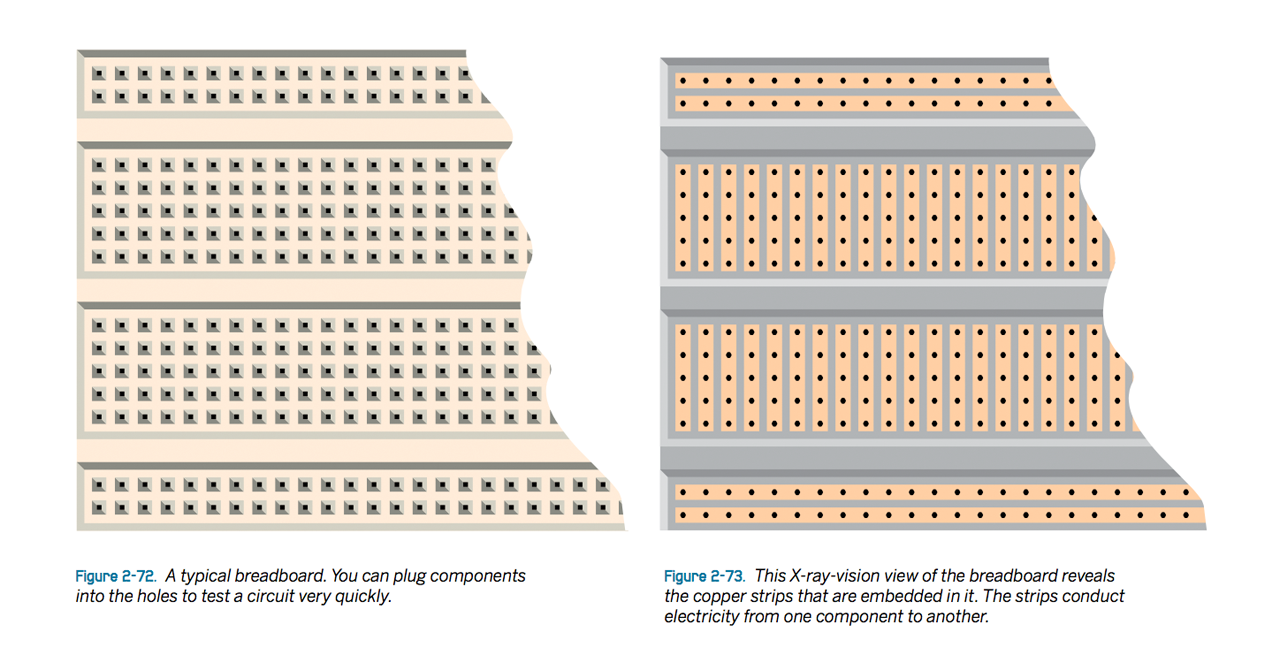 Figure 2-72. A typical breadboard. You can plug components
into the holes to test a circuit very quickly.
Figure 2-73. This X-ray-vision view of the breadboard reveals
the copper strips that are embedded in it. The strips conduct
electricity from one component to another.